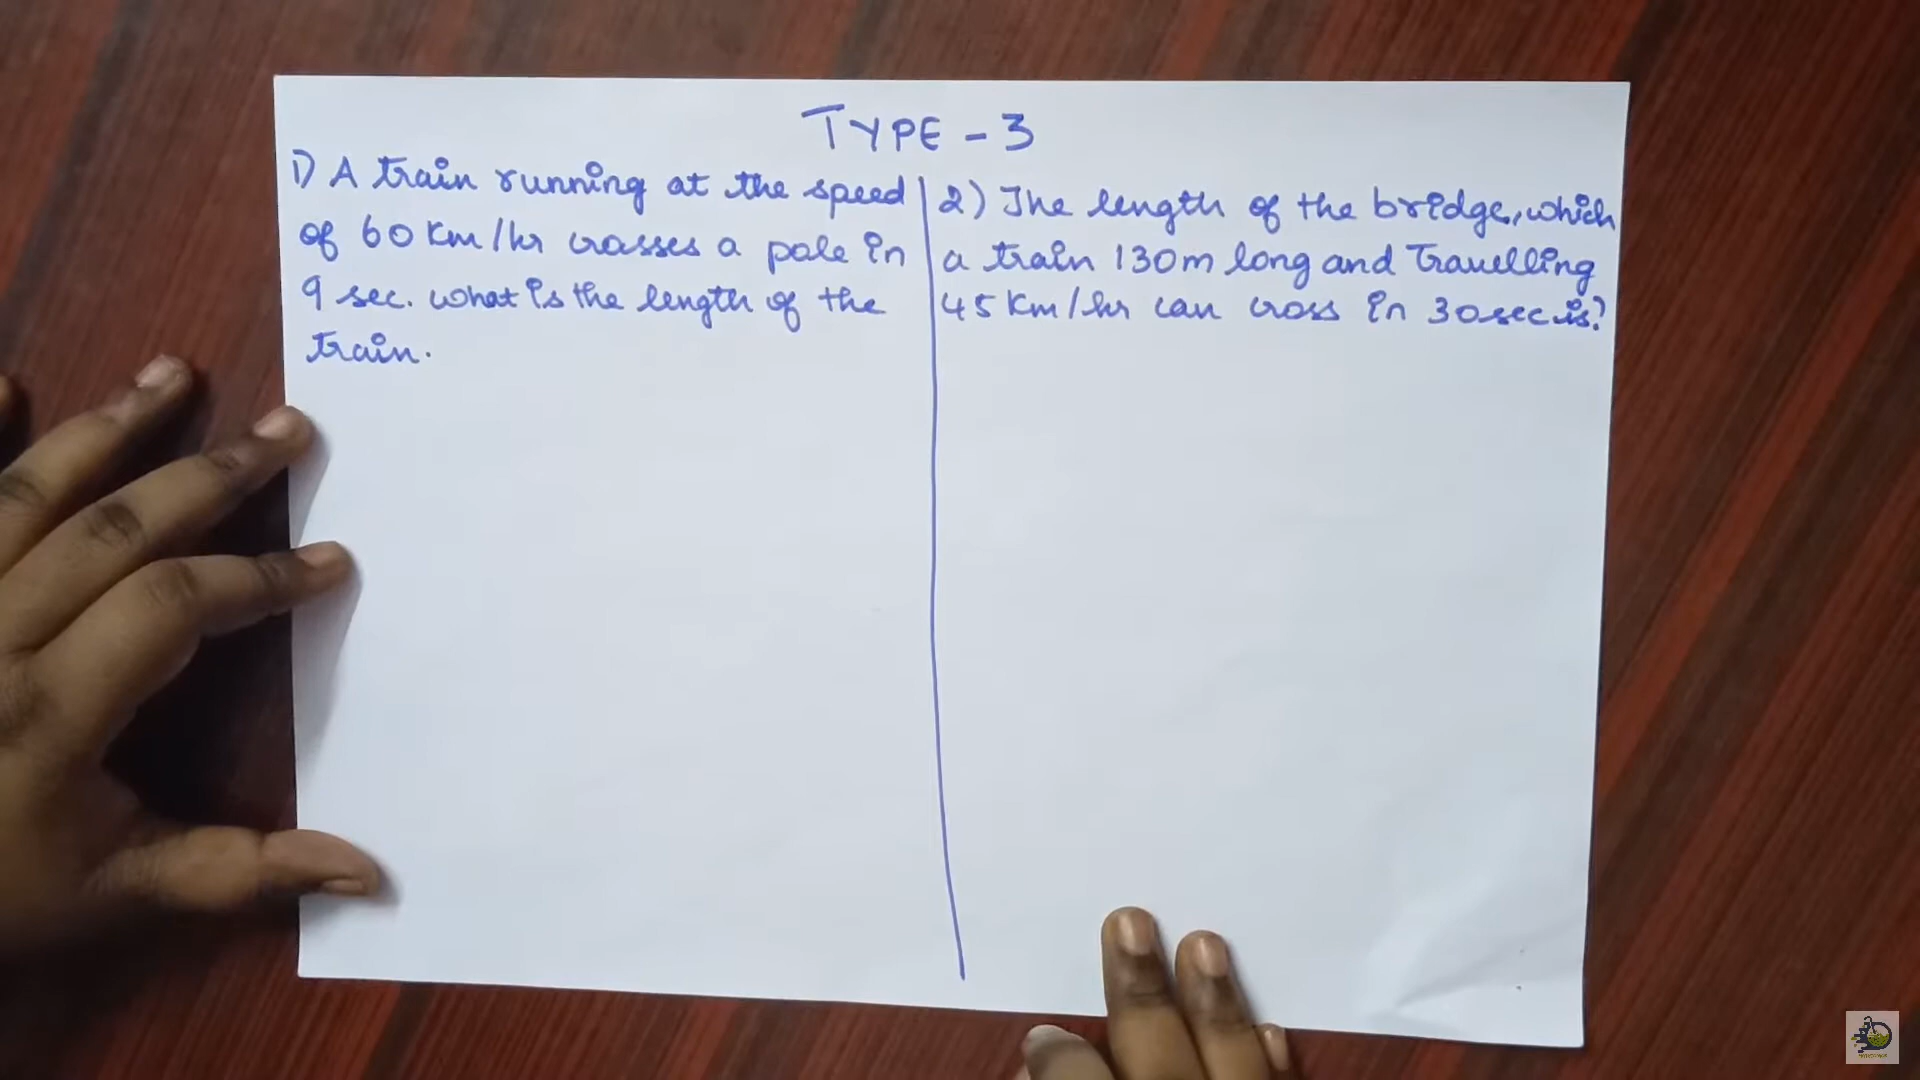 TYPE - 3
1) A train running at the speed
of 60 Km/hr crosses a pole in
9 sec. what is the length of the
train.
2) The length of the bridge, which
a train 130m long and Travelling
45 Km/hr can cross in 30 sec is?